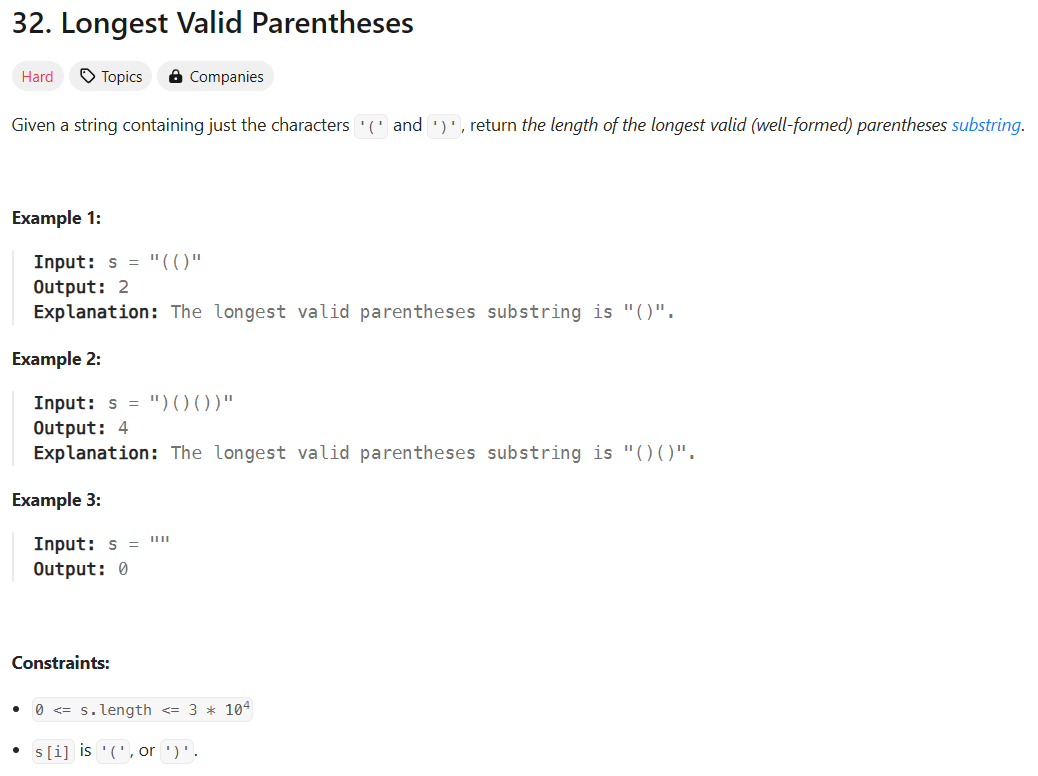 32. Longest Valid Parentheses
Hard Topics Companies
Given a string containing just the characters '(' and ')', return the length of the longest valid (well-formed) parentheses substring.
Example 1:
Input: s = "(()"
Output: 2
Explanation: The longest valid parentheses substring is "()".
Example 2:
Input: s = ")()())"
Output: 4
Explanation: The longest valid parentheses substring is "()()".
Example 3:
Input: s = ""
Output: 0
Constraints:
• 0 <= s.length <= 3 * 10⁴
• s[i] is '(', or ')'.